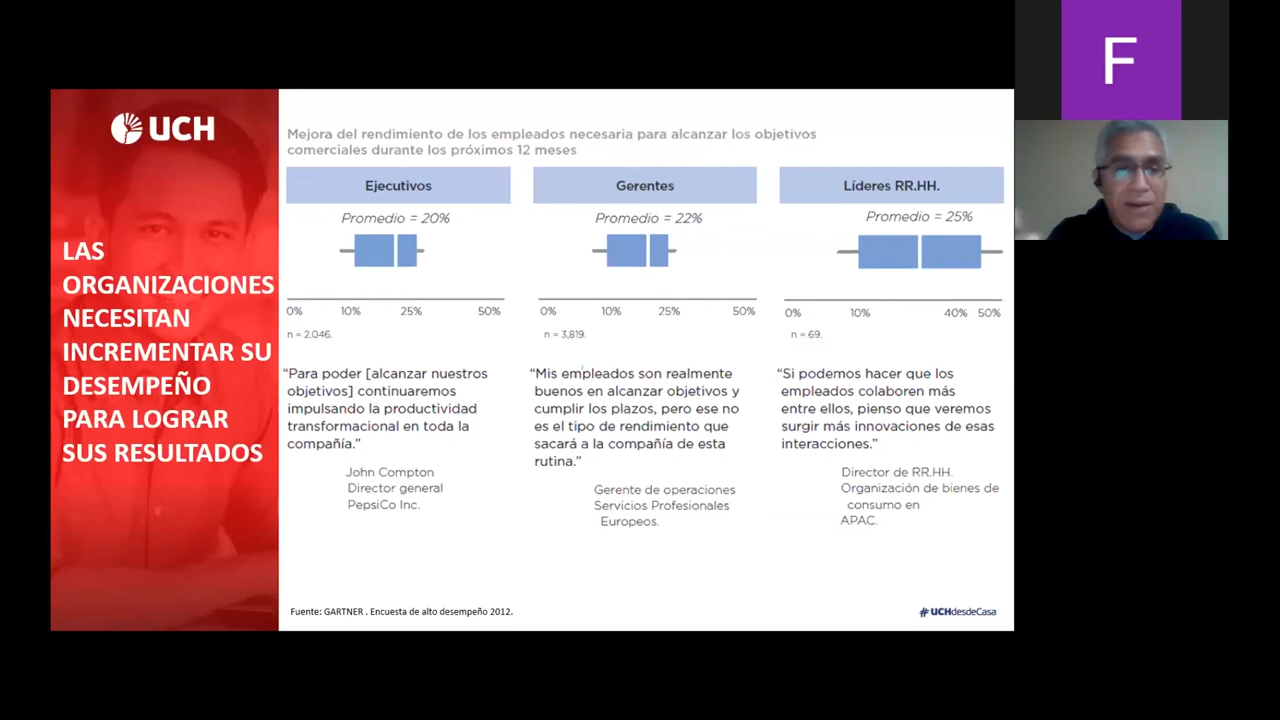 F
UCH
LAS
ORGANIZACIONES
NECESITAN
INCREMENTAR SU
DESEMPEÑO
PARA LOGRAR
SUS RESULTADOS
Mejora del rendimiento de los empleados necesaria para alcanzar los objetivos
comerciales durante los próximos 12 meses
Ejecutivos
Promedio = 20%
0% 10% 25% 50%
n = 2,046.
“Para poder [alcanzar nuestros
objetivos] continuaremos
impulsando la productividad
transformacional en toda la
compañía.”
John Compton
Director general
PepsiCo Inc.
Gerentes
Promedio = 22%
0% 10% 25% 50%
n = 3,819.
“Mis empleados son realmente
buenos en alcanzar objetivos y
cumplir los plazos, pero ese no
es el tipo de rendimiento que
sacará a la compañía de esta
rutina.”
Gerente de operaciones
Servicios Profesionales
Europeos.
Líderes RR.HH.
Promedio = 25%
0% 10% 40% 50%
n = 69.
“Si podemos hacer que los
empleados colaboren más
entre ellos, pienso que veremos
surgir más innovaciones de esas
interacciones.”
Director de RR.HH.
Organización de bienes de
consumo en
APAC.
Fuente: GARTNER . Encuesta de alto desempeño 2012.
#UCHdesdeCasa